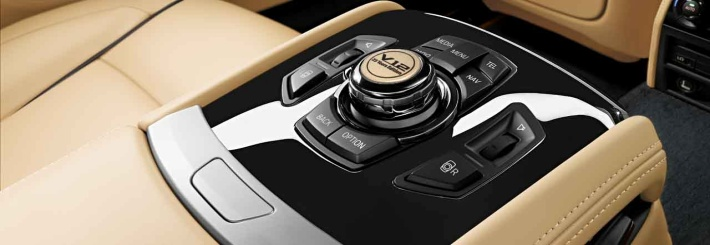 MEDIA
MENU
TEL
NAV
V12
BACK
OPTION
R